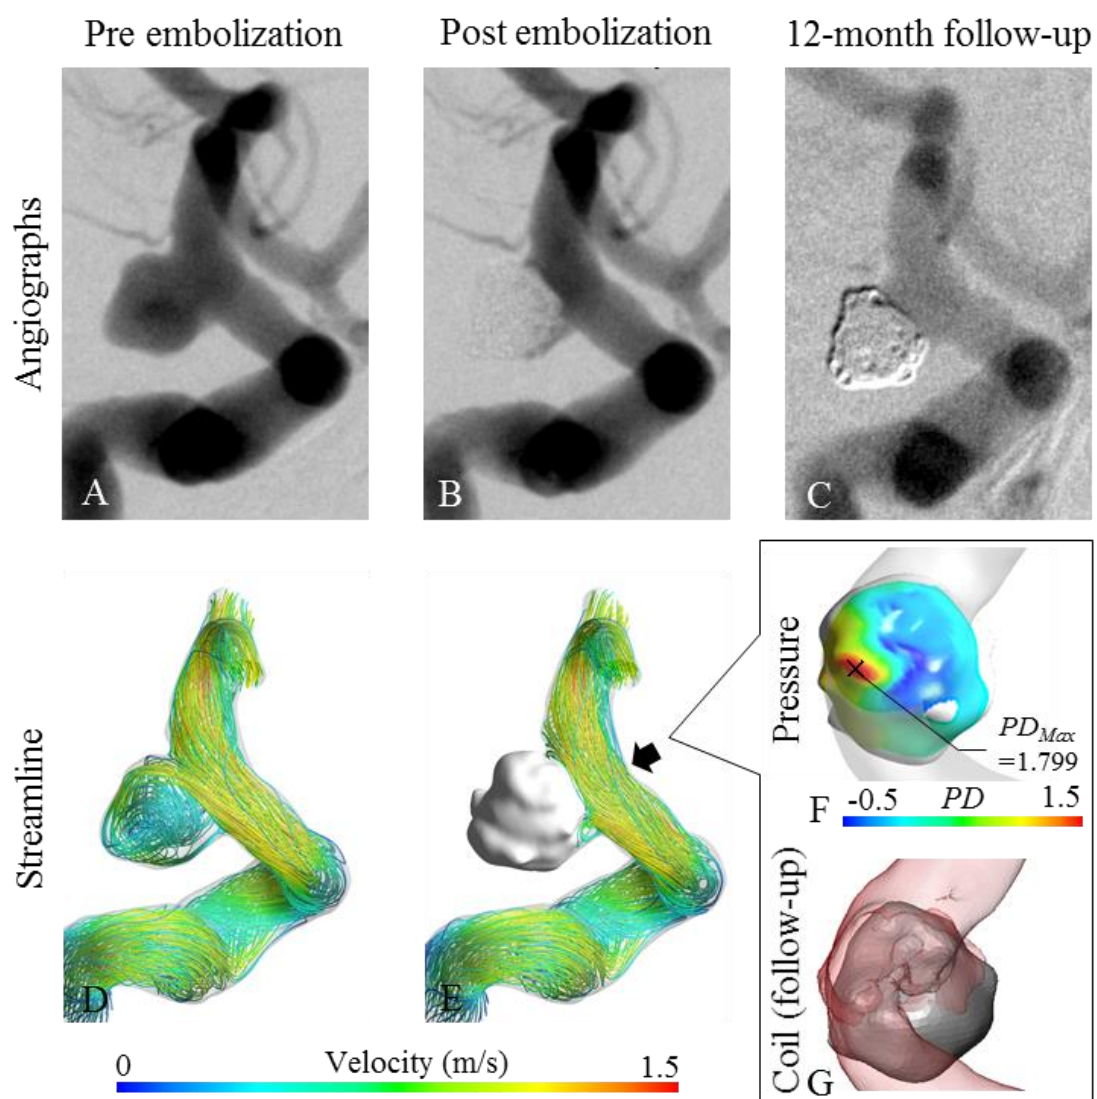 Pre embolization
Post embolization
12-month follow-up
Angiographs
A
B
C
Streamline
D
E
Pressure
PDMax
=1.799
F
-0.5
PD
1.5
Coil (follow-up)
G
0
Velocity (m/s)
1.5